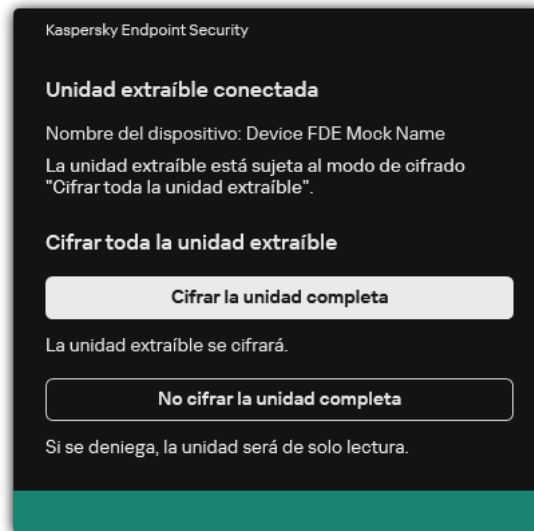 Kaspersky Endpoint Security
Unidad extraíble conectada
Nombre del dispositivo: Device FDE Mock Name
La unidad extraíble está sujeta al modo de cifrado
"Cifrar toda la unidad extraíble".
Cifrar toda la unidad extraíble
Cifrar la unidad completa
La unidad extraíble se cifrará.
No cifrar la unidad completa
Si se deniega, la unidad será de solo lectura.